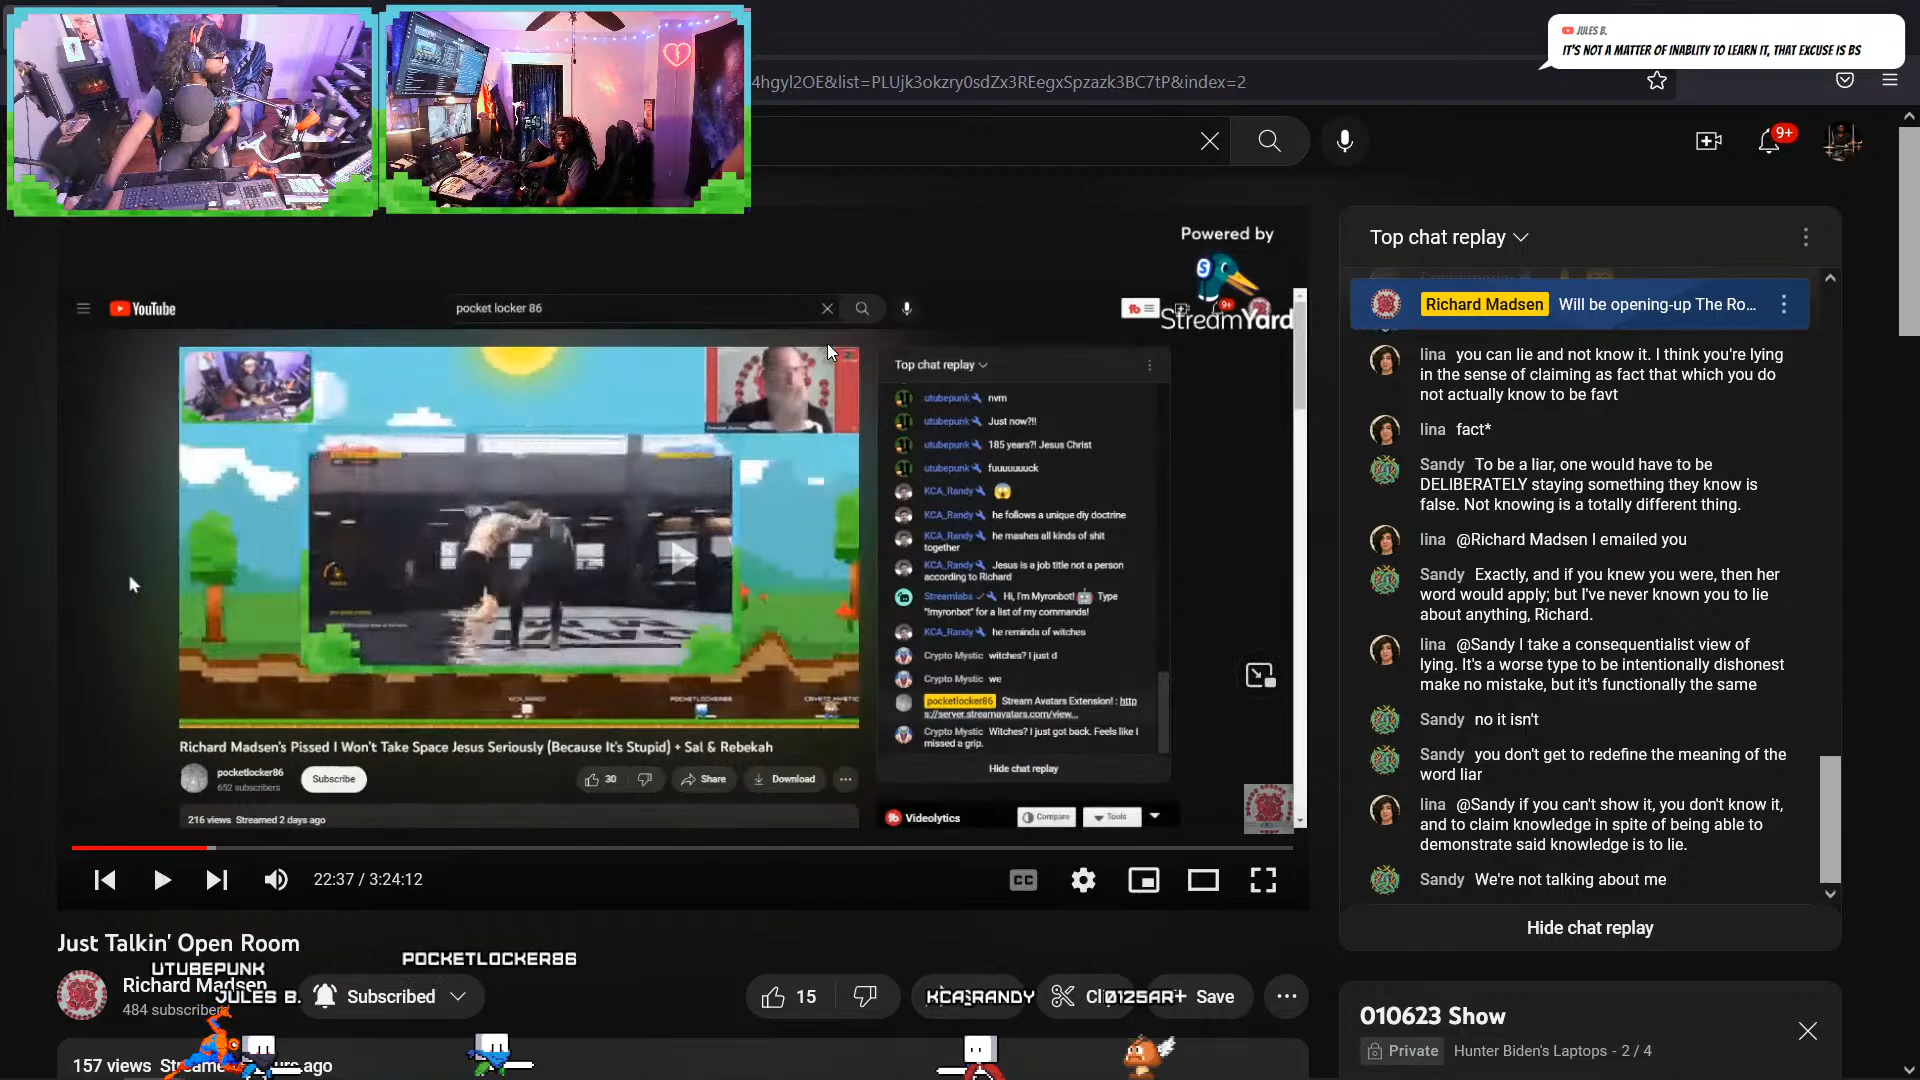 JULES B.
IT'S NOT A MATTER OF INABLITY TO LEARN IT, THAT EXCUSE IS BS
4hgyl2OE&list=PLUjk3okzry0sdZx3REegxSpzazk3BC7tP&index=2
9+
Powered by
StreamYard
YouTube
pocket locker 86
9+
Top chat replay
utubepunk nvm
utubepunk Just now?!!
utubepunk 185 years?! Jesus Christ
utubepunk fuuuuuuuck
KCA_Randy 😱
KCA_Randy he follows a unique diy doctrine
KCA_Randy he mashes all kinds of shit
together
KCA_Randy Jesus is a job title not a person
according to Richard
Streamlabs Hi, I'm Myronbot! 🤖 Type
"!myronbot" for a list of my commands!
KCA_Randy he reminds of witches
Crypto Mystic witches? I just d
Crypto Mystic we
pocketlocker86 Stream Avatars Extension! : http
s://server.streamavatars.com/view...
Crypto Mystic Witches? I just got back. Feels like I
missed a grip.
Hide chat replay
POCKETLOCKER86
CRYPTO MYSTIC
Richard Madsen's Pissed I Won't Take Space Jesus Seriously (Because It's Stupid) + Sal & Rebekah
pocketlocker86
652 subscribers
Subscribe
30
Share
Download
216 views Streamed 2 days ago
Videolytics
Compare
Tools
22:37 / 3:24:12
CC
Top chat replay
Richard Madsen Will be opening-up The Ro...
lina you can lie and not know it. I think you're lying
in the sense of claiming as fact that which you do
not actually know to be favt
lina fact*
Sandy To be a liar, one would have to be
DELIBERATELY staying something they know is
false. Not knowing is a totally different thing.
lina @Richard Madsen I emailed you
Sandy Exactly, and if you knew you were, then her
word would apply; but I've never known you to lie
about anything, Richard.
lina @Sandy I take a consequentialist view of
lying. It's a worse type to be intentionally dishonest
make no mistake, but it's functionally the same
Sandy no it isn't
Sandy you don't get to redefine the meaning of the
word liar
lina @Sandy if you can't show it, you don't know it,
and to claim knowledge in spite of being able to
demonstrate said knowledge is to lie.
Sandy We're not talking about me
Hide chat replay
Just Talkin' Open Room
UTUBEPUNK
POCKETLOCKER86
Richard Madsen
JULES B.
484 subscribers
Subscribed
15
KCA_RANDY
0125AR
Save
157 views
010623 Show
Private Hunter Biden's Laptops - 2 / 4